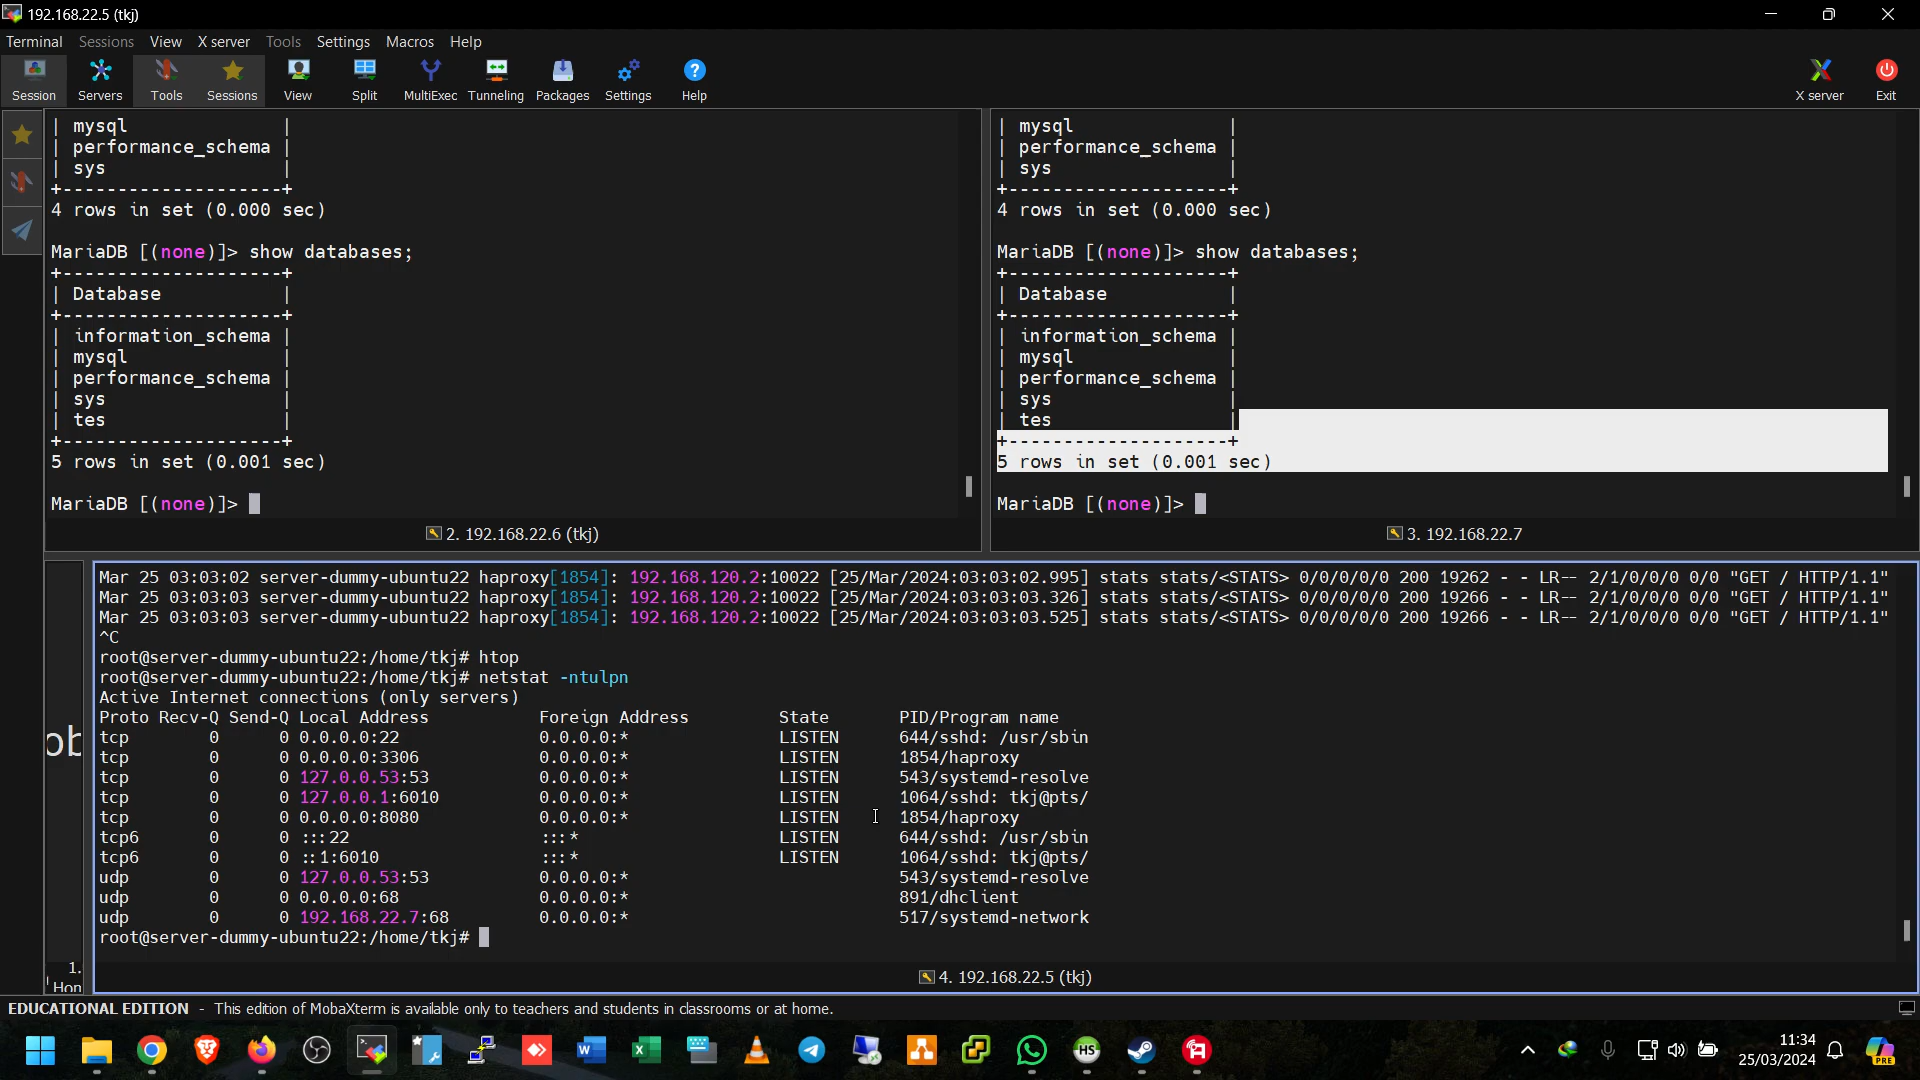 192.168.22.5 (tkj)
Terminal Sessions View X server Tools Settings Macros Help
Session Servers Tools Sessions View Split MultiExec Tunneling Packages Settings Help X server Exit
| mysql |
| performance_schema |
| sys |
+--------------------+
4 rows in set (0.000 sec)
MariaDB [(none)]> show databases;
+--------------------+
| Database |
+--------------------+
| information_schema |
| mysql |
| performance_schema |
| sys |
| tes |
+--------------------+
5 rows in set (0.001 sec)
MariaDB [(none)]>
2. 192.168.22.6 (tkj)
| mysql |
| performance_schema |
| sys |
+--------------------+
4 rows in set (0.000 sec)
MariaDB [(none)]> show databases;
+--------------------+
| Database |
+--------------------+
| information_schema |
| mysql |
| performance_schema |
| sys |
| tes |
+--------------------+
5 rows in set (0.001 sec)
MariaDB [(none)]>
3. 192.168.22.7
ob
1.
Hon
Mar 25 03:03:02 server-dummy-ubuntu22 haproxy[1854]: 192.168.120.2:10022 [25/Mar/2024:03:03:02.995] stats stats/<STATS> 0/0/0/0/0 200 19262 - - LR-- 2/1/0/0/0 0/0 "GET / HTTP/1.1"
Mar 25 03:03:03 server-dummy-ubuntu22 haproxy[1854]: 192.168.120.2:10022 [25/Mar/2024:03:03:03.326] stats stats/<STATS> 0/0/0/0/0 200 19266 - - LR-- 2/1/0/0/0 0/0 "GET / HTTP/1.1"
Mar 25 03:03:03 server-dummy-ubuntu22 haproxy[1854]: 192.168.120.2:10022 [25/Mar/2024:03:03:03.525] stats stats/<STATS> 0/0/0/0/0 200 19266 - - LR-- 2/1/0/0/0 0/0 "GET / HTTP/1.1"
^C
root@server-dummy-ubuntu22:/home/tkj# htop
root@server-dummy-ubuntu22:/home/tkj# netstat -ntulpn
Active Internet connections (only servers)
Proto Recv-Q Send-Q Local Address Foreign Address State PID/Program name
tcp 0 0 0.0.0.0:22 0.0.0.0:* LISTEN 644/sshd: /usr/sbin
tcp 0 0 0.0.0.0:3306 0.0.0.0:* LISTEN 1854/haproxy
tcp 0 0 127.0.0.53:53 0.0.0.0:* LISTEN 543/systemd-resolve
tcp 0 0 127.0.0.1:6010 0.0.0.0:* LISTEN 1064/sshd: tkj@pts/
tcp 0 0 0.0.0.0:8080 0.0.0.0:* LISTEN 1854/haproxy
tcp6 0 0 :::22 :::* LISTEN 644/sshd: /usr/sbin
tcp6 0 0 ::1:6010 :::* LISTEN 1064/sshd: tkj@pts/
udp 0 0 127.0.0.53:53 0.0.0.0:* 543/systemd-resolve
udp 0 0 0.0.0.0:68 0.0.0.0:* 891/dhclient
udp 0 0 192.168.22.7:68 0.0.0.0:* 517/systemd-network
root@server-dummy-ubuntu22:/home/tkj#
4. 192.168.22.5 (tkj)
EDUCATIONAL EDITION - This edition of MobaXterm is available only to teachers and students in classrooms or at home.
HS
PRE
11:34
25/03/2024